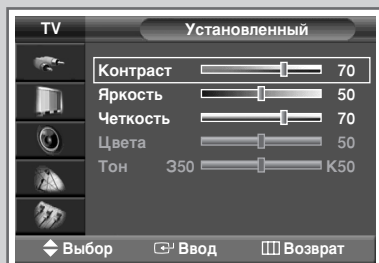 TV Установленный
Контраст 70
Яркость 50
Четкость 70
Цвета 50
Тон З50 К50
Выбор Ввод Возврат